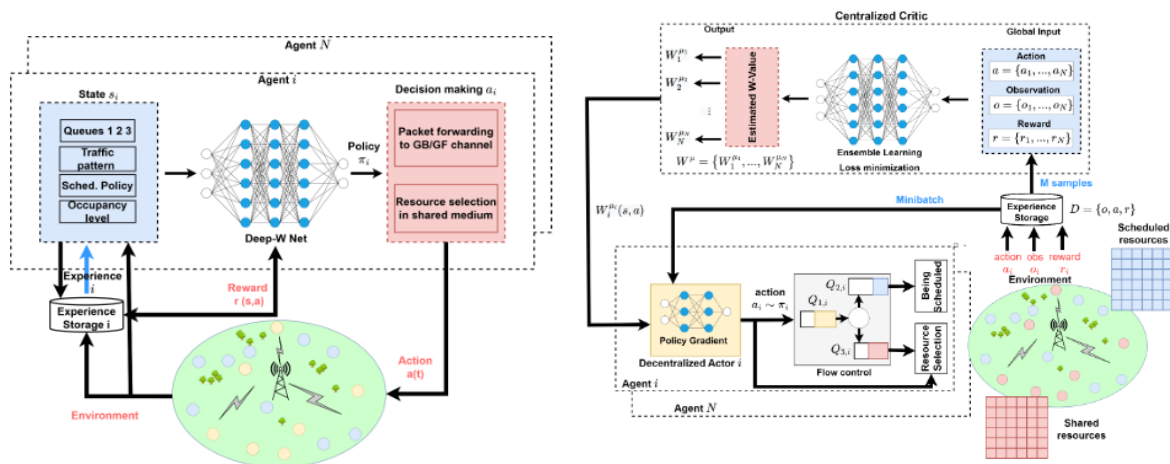 Agent N
Agent i
State s_i
Queues 1 2 3
Traffic pattern
Sched. Policy
Occupancy level
Deep-W Net
Policy
π_i
Decision making a_i
Packet forwarding to GB/GF channel
Resource selection in shared medium
Experience
i
Experience Storage i
Reward
r (s,a)
Action
a(t)
Environment
Centralized Critic
Output
Global Input
W_1^{μ_1}
W_2^{μ_2}
...
W_N^{μ_N}
Estimated W-Value
W^μ = {W_1^{μ_1}, ..., W_N^{μ_N}}
Ensemble Learning
Loss minimization
Action
a = {a_1, ..., a_N}
Observation
o = {o_1, ..., o_N}
Reward
r = {r_1, ..., r_N}
M samples
Minibatch
Experience Storage
D = {o, a, r}
W_i^{μ_i}(s, a)
action
a_i
obs
o_i
reward
r_i
Scheduled resources
Environment
Policy Gradient
Decentralized Actor i
action
a_i ∼ π_i
Q_{1,i}
Q_{2,i}
Q_{3,i}
Flow control
Being Scheduled
Resource Selection
Agent i
Agent N
Shared resources